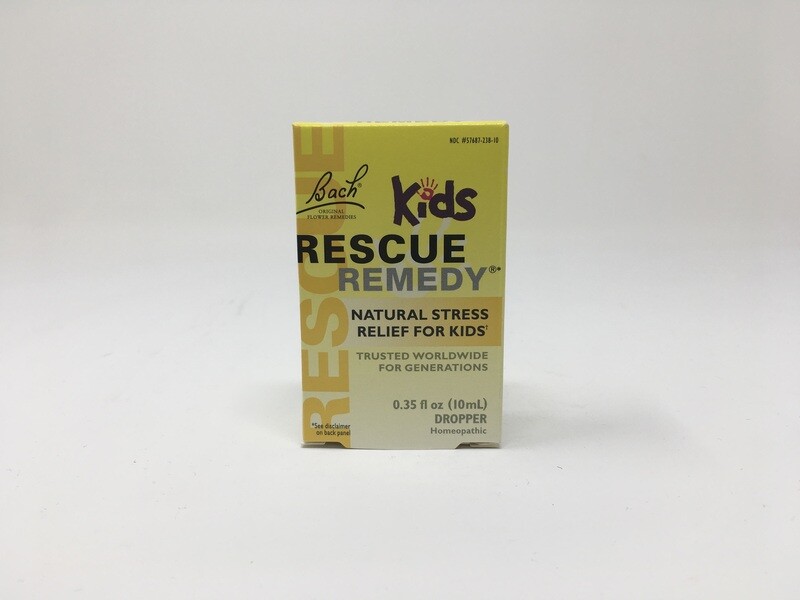 NDC #57687-238-10
Bach®
ORIGINAL
FLOWER REMEDIES
Kids
RESCUE
REMEDY®*
NATURAL STRESS
RELIEF FOR KIDS†
TRUSTED WORLDWIDE
FOR GENERATIONS
0.35 fl oz (10mL)
DROPPER
Homeopathic
*See disclaimer
on back panel
RESCUE